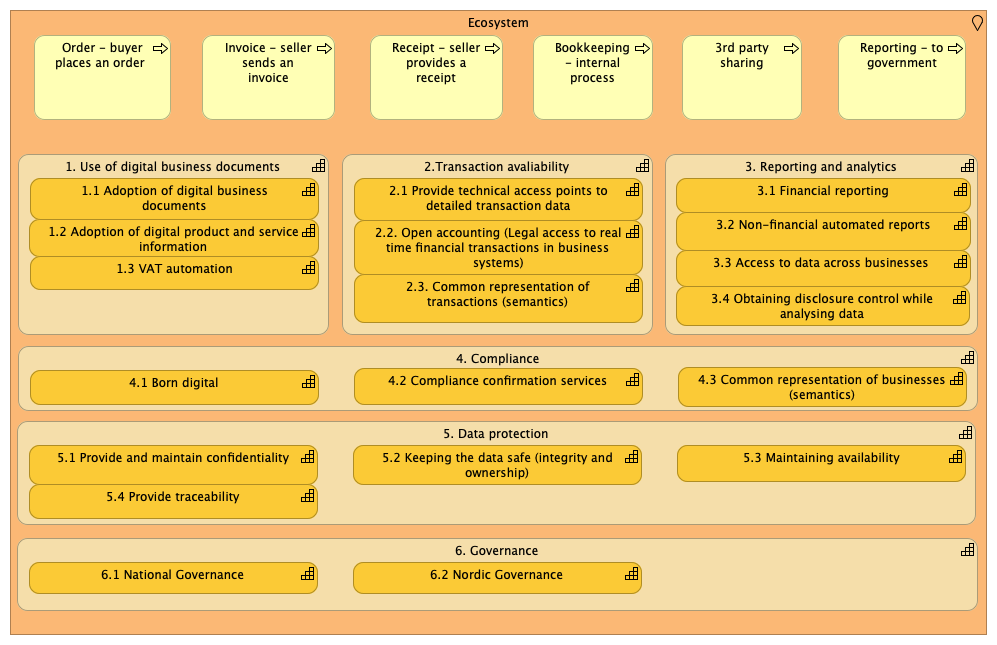 Ecosystem
Order – buyer
places an order
Invoice – seller
sends an
invoice
Receipt – seller
provides a
receipt
Bookkeeping
– internal
process
3rd party
sharing
Reporting – to
government
1. Use of digital business documents
1.1 Adoption of digital business
documents
1.2 Adoption of digital product and service
information
1.3 VAT automation
2.Transaction avaliability
2.1 Provide technical access points to
detailed transaction data
2.2. Open accounting (Legal access to real
time financial transactions in business
systems)
2.3. Common representation of
transactions (semantics)
3. Reporting and analytics
3.1 Financial reporting
3.2 Non-financial automated reports
3.3 Access to data across businesses
3.4 Obtaining disclosure control while
analysing data
4. Compliance
4.1 Born digital
4.2 Compliance confirmation services
4.3 Common representation of businesses
(semantics)
5. Data protection
5.1 Provide and maintain confidentiality
5.2 Keeping the data safe (integrity and
ownership)
5.3 Maintaining availability
5.4 Provide traceability
6. Governance
6.1 National Governance
6.2 Nordic Governance